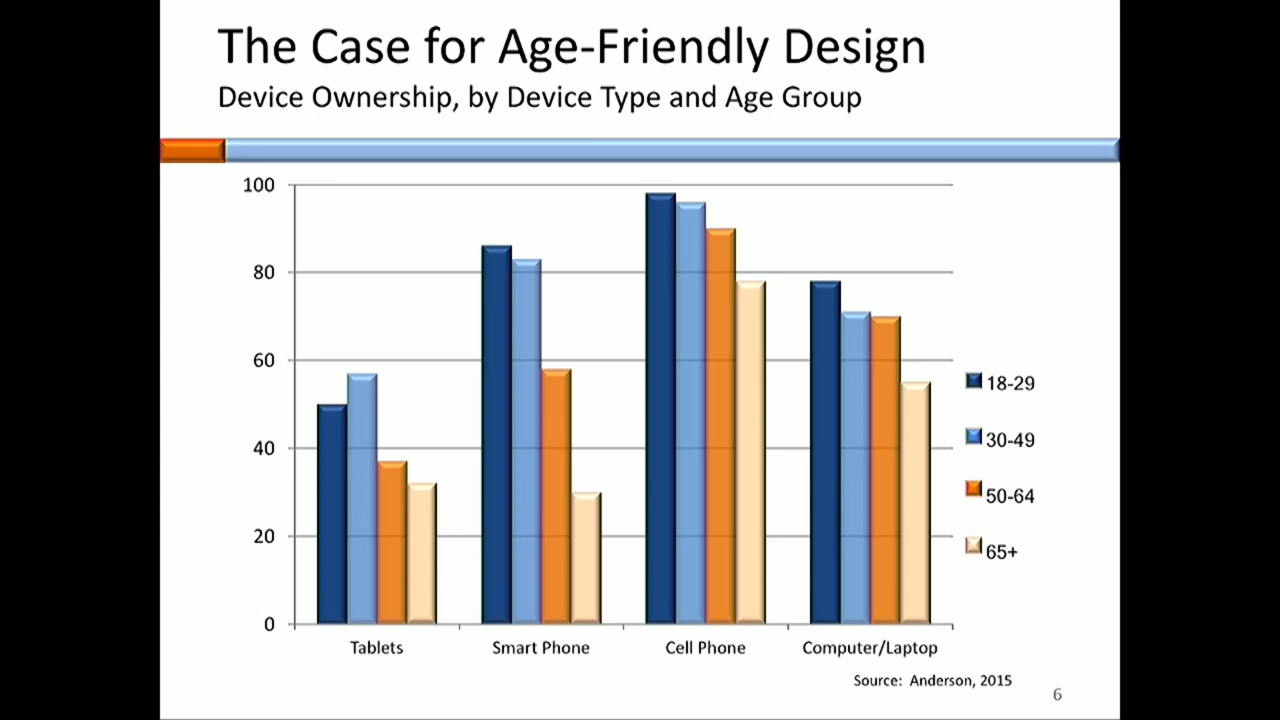 The Case for Age-Friendly Design
Device Ownership, by Device Type and Age Group
100
80
60
40
20
0
Tablets
Smart Phone
Cell Phone
Computer/Laptop
18-29
30-49
50-64
65+
Source: Anderson, 2015
6